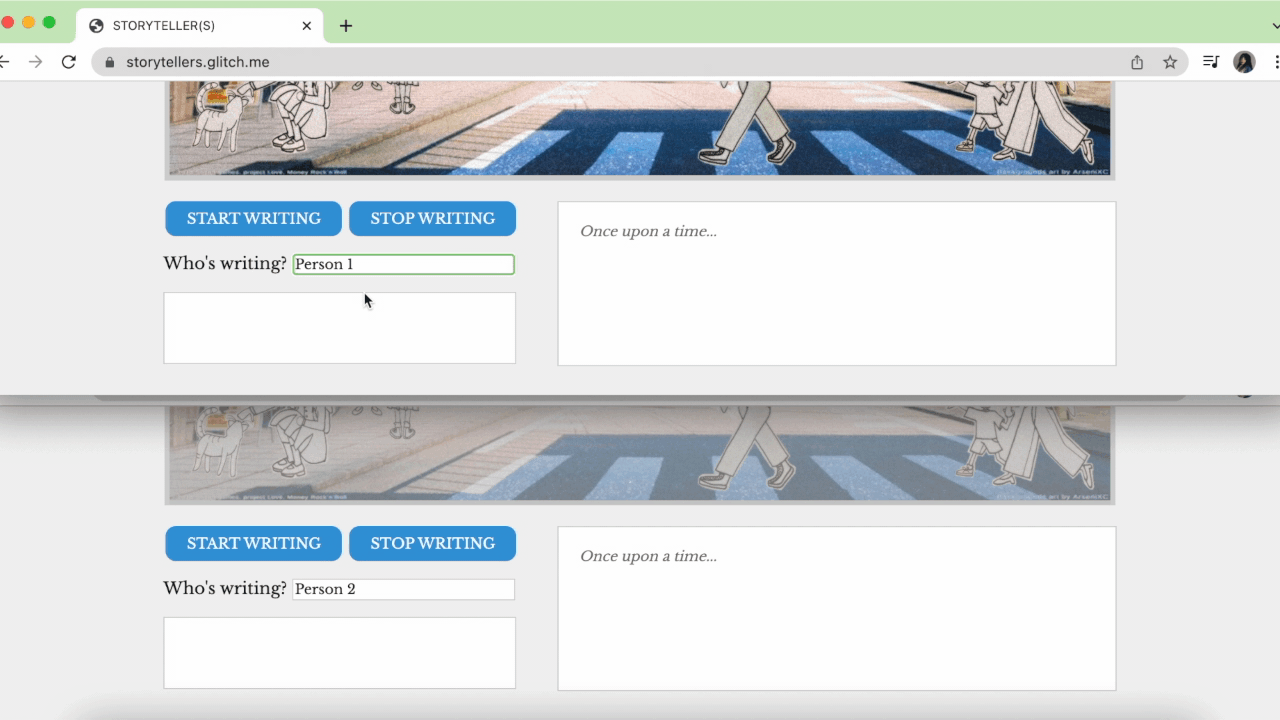 STORYTELLER(S)
storytellers.glitch.me
START WRITING STOP WRITING
Once upon a time...
Who's writing? Person 1
START WRITING STOP WRITING
Once upon a time...
Who's writing? Person 2